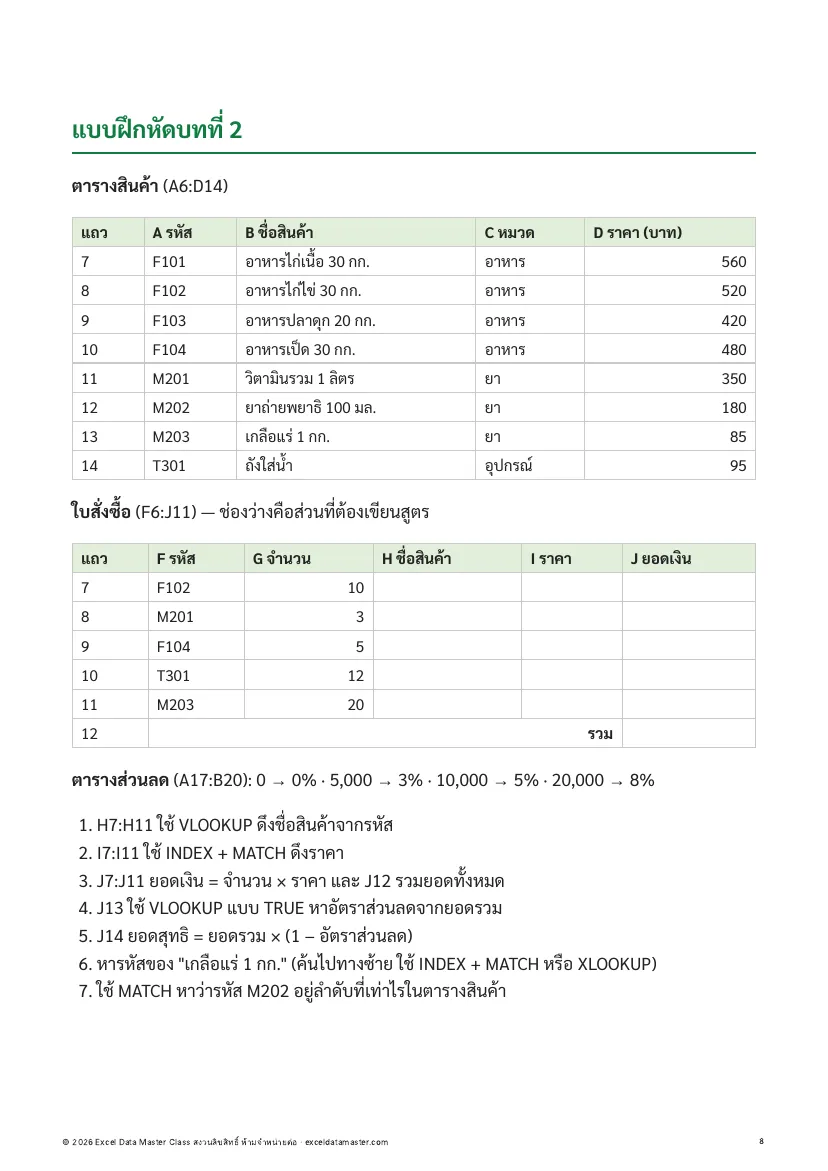 แบบฝึกหัดบทที่ 2
ตารางสินค้า (A6:D14)
แถว A รหัส B ชื่อสินค้า C หมวด D ราคา (บาท)
7 F101 อาหารไก่เนื้อ 30 กก. อาหาร 560
8 F102 อาหารไก่ไข่ 30 กก. อาหาร 520
9 F103 อาหารปลาดุก 20 กก. อาหาร 420
10 F104 อาหารเป็ด 30 กก. อาหาร 480
11 M201 วิตามินรวม 1 ลิตร ยา 350
12 M202 ยาถ่ายพยาธิ 100 มล. ยา 180
13 M203 เกลือแร่ 1 กก. ยา 85
14 T301 ถังใส่น้ำ อุปกรณ์ 95
ใบสั่งซื้อ (F6:J11) — ช่องว่างคือส่วนที่ต้องเขียนสูตร
แถว F รหัส G จำนวน H ชื่อสินค้า I ราคา J ยอดเงิน
7 F102 10
8 M201 3
9 F104 5
10 T301 12
11 M203 20
12 รวม
ตารางส่วนลด (A17:B20): 0 → 0% · 5,000 → 3% · 10,000 → 5% · 20,000 → 8%
1. H7:H11 ใช้ VLOOKUP ดึงชื่อสินค้าจากรหัส
2. I7:I11 ใช้ INDEX + MATCH ดึงราคา
3. J7:J11 ยอดเงิน = จำนวน × ราคา และ J12 รวมยอดทั้งหมด
4. J13 ใช้ VLOOKUP แบบ TRUE หาอัตราส่วนลดจากยอดรวม
5. J14 ยอดสุทธิ = ยอดรวม × (1 − อัตราส่วนลด)
6. หารหัสของ "เกลือแร่ 1 กก." (ค้นไปทางซ้าย ใช้ INDEX + MATCH หรือ XLOOKUP)
7. ใช้ MATCH หาว่ารหัส M202 อยู่ลำดับที่เท่าไรในตารางสินค้า
© 2026 Excel Data Master Class สงวนลิขสิทธิ์ ห้ามจำหน่ายต่อ · exceldatamaster.com 8